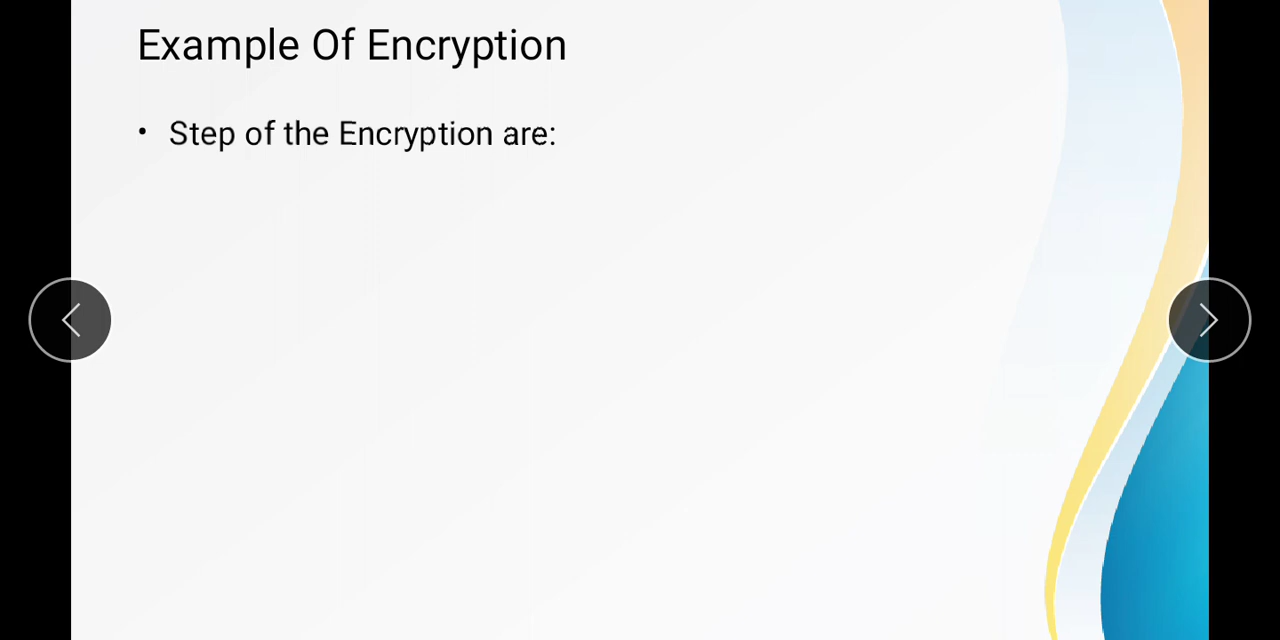 Example Of Encryption
• Step of the Encryption are: